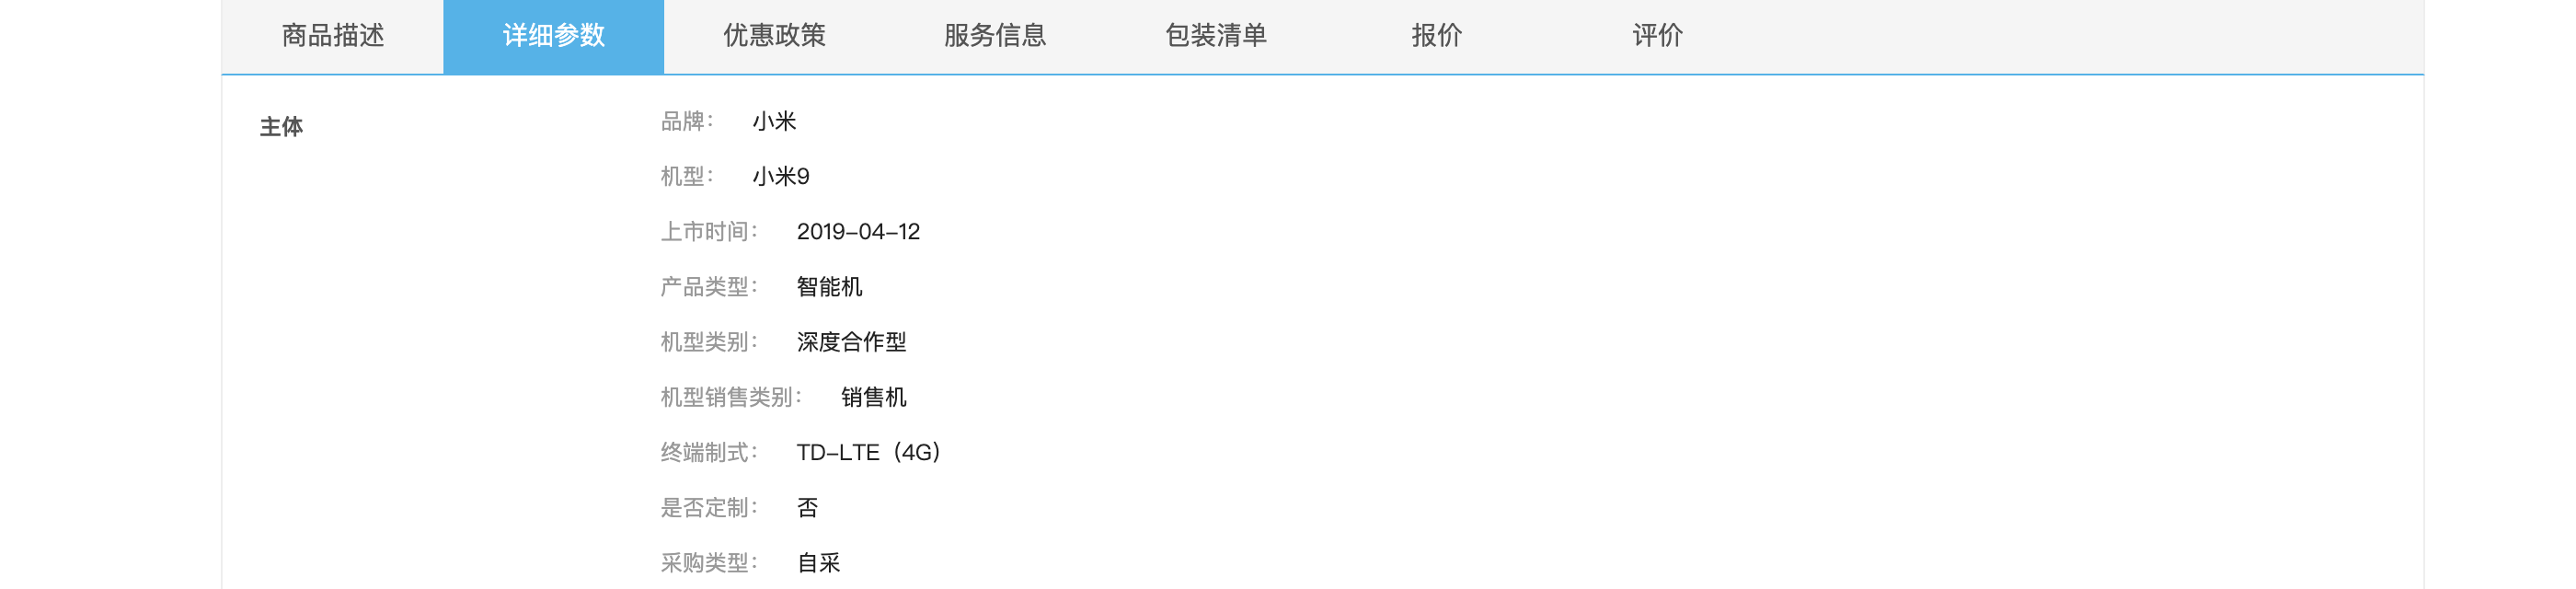 商品描述 详细参数 优惠政策 服务信息 包装清单 报价 评价
主体
品牌： 小米
机型： 小米9
上市时间： 2019-04-12
产品类型： 智能机
机型类别： 深度合作型
机型销售类别： 销售机
终端制式： TD-LTE（4G）
是否定制： 否
采购类型： 自采